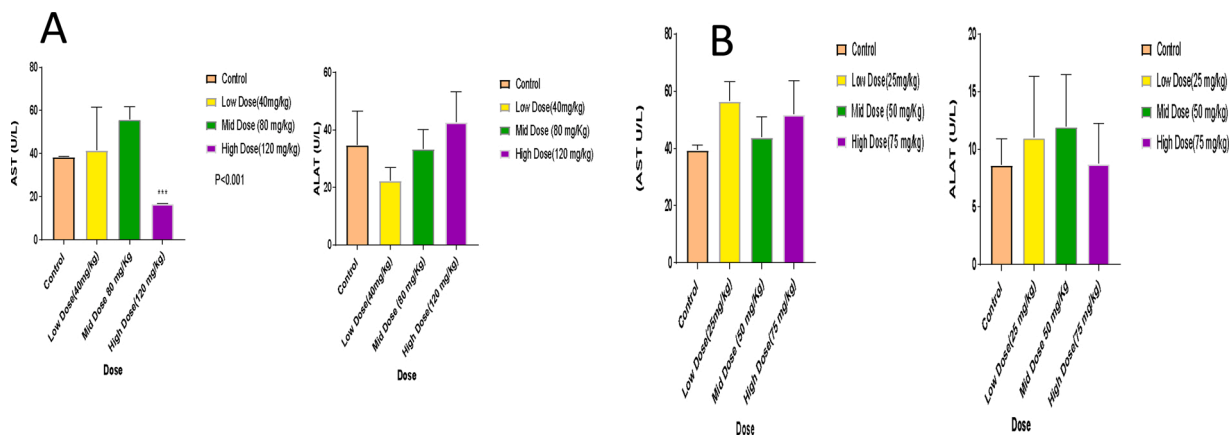 A
AST (U/L)
80
60
40
20
0
+++
Control
Low Dose(40mg/kg)
Mid Dose 80 mg/Kg
High Dose(120 mg/kg)
Dose
Control
Low Dose(40mg/kg)
Mid Dose (80 mg/kg)
High Dose(120 mg/kg)
P<0.001
ALAT (U/L)
60
40
20
0
Control
Low Dose(40mg/kg)
Mid Dose (80 mg/kg)
High Dose(120 mg/kg)
Dose
Control
Low Dose(40mg/kg)
Mid Dose (80 mg/kg)
High Dose(120 mg/kg)
B
(AST U/L)
80
60
40
20
0
Control
Low Dose(25mg/kg)
Mid Dose (50 mg/Kg)
High Dose(75 mg/kg)
Dose
Control
Low Dose(25mg/kg)
Mid Dose (50 mg/kg)
High Dose(75 mg/kg)
ALAT (U/L)
20
15
10
5
0
Control
Low Dose(25 mg/kg)
Mid Dose 50 mg/Kg
High Dose(75 mg/kg)
Dose
Control
Low Dose(25 mg/kg)
Mid Dose (50 mg/kg)
High Dose(75 mg/kg)